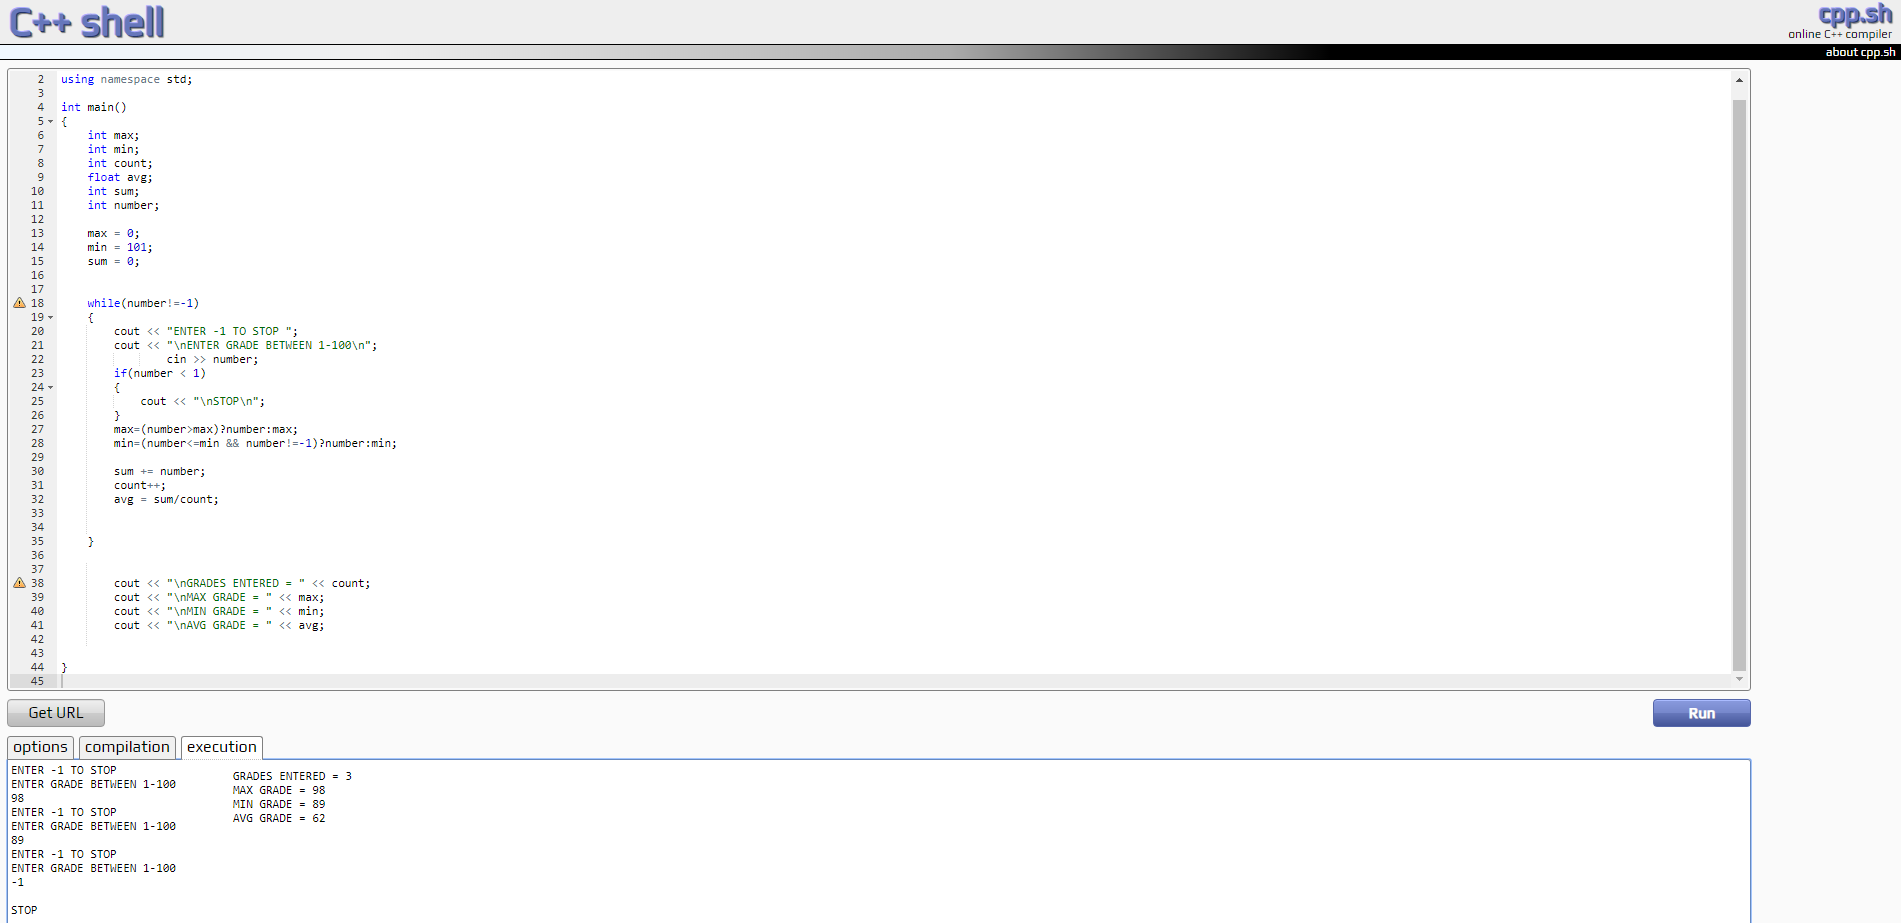 C++ shell
cpp.sh
online C++ compiler
about cpp.sh
2 using namespace std;
3
4 int main()
5 {
6 int max;
7 int min;
8 int count;
9 float avg;
10 int sum;
11 int number;
12
13 max = 0;
14 min = 101;
15 sum = 0;
16
17
18 while(number!=-1)
19 {
20 cout << "ENTER -1 TO STOP ";
21 cout << "\nENTER GRADE BETWEEN 1-100\n";
22 cin >> number;
23 if(number < 1)
24 {
25 cout << "\nSTOP\n";
26 }
27 max=(number>max)?number:max;
28 min=(number<=min && number!=-1)?number:min;
29
30 sum += number;
31 count++;
32 avg = sum/count;
33
34
35 }
36
37
38 cout << "\nGRADES ENTERED = " << count;
39 cout << "\nMAX GRADE = " << max;
40 cout << "\nMIN GRADE = " << min;
41 cout << "\nAVG GRADE = " << avg;
42
43
44 }
45
Get URL
Run
options compilation execution
ENTER -1 TO STOP
ENTER GRADE BETWEEN 1-100
98
ENTER -1 TO STOP
ENTER GRADE BETWEEN 1-100
89
ENTER -1 TO STOP
ENTER GRADE BETWEEN 1-100
-1
STOP
GRADES ENTERED = 3
MAX GRADE = 98
MIN GRADE = 89
AVG GRADE = 62